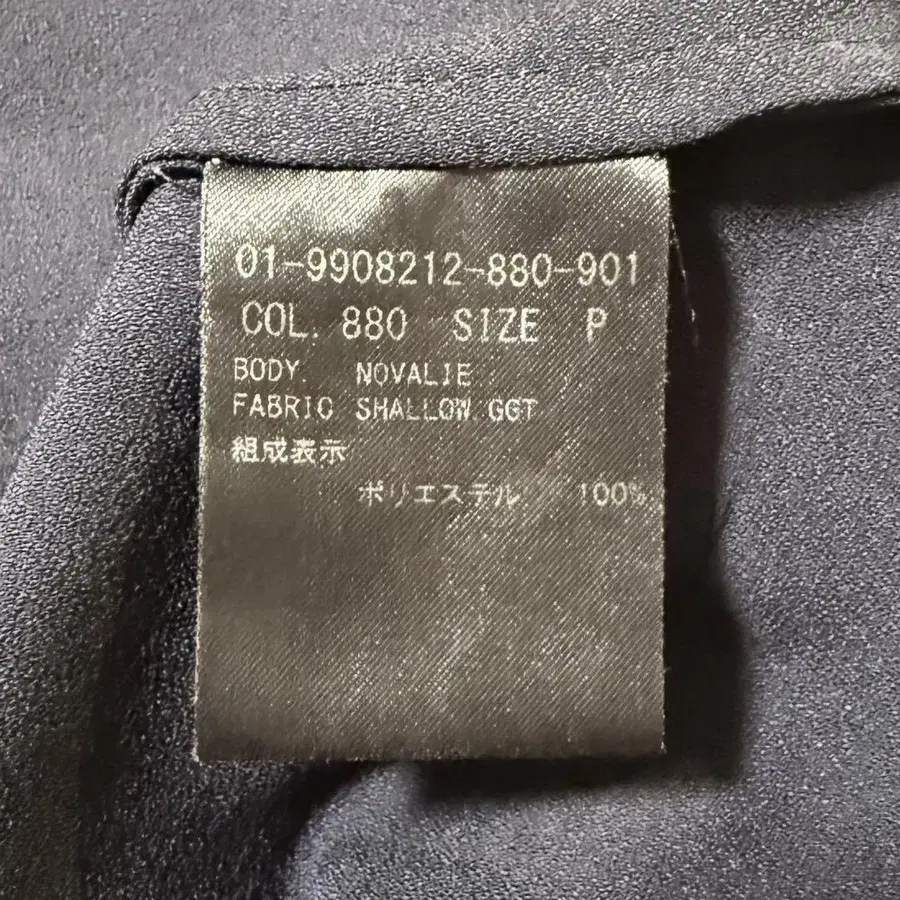 01-9908212-880-901
COL. 880 SIZE P
BODY. NOVALIE
FABRIC SHALLOW.GGT
組成表示
ポリエステル 100%